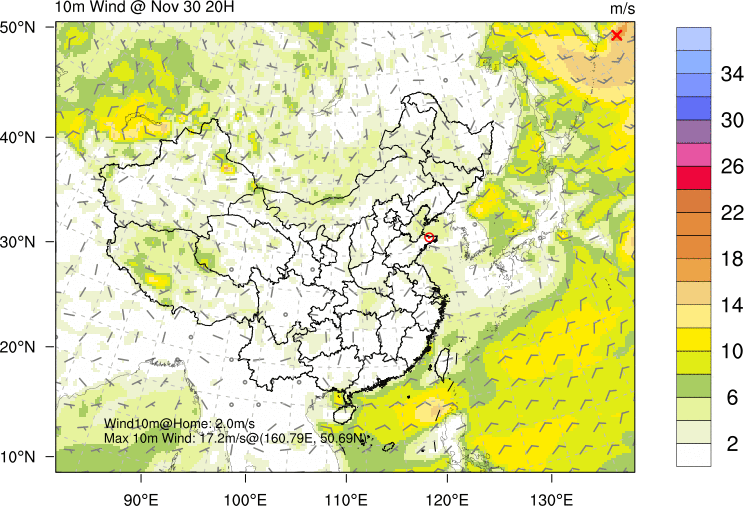 10m Wind @ Nov 30 20H
m/s
50°N
40°N
30°N
20°N
10°N
Wind10m@Home: 2.0m/s
Max 10m Wind: 17.2m/s@(160.79E, 50.69N)
90°E
100°E
110°E
120°E
130°E
34
30
26
22
18
14
10
6
2